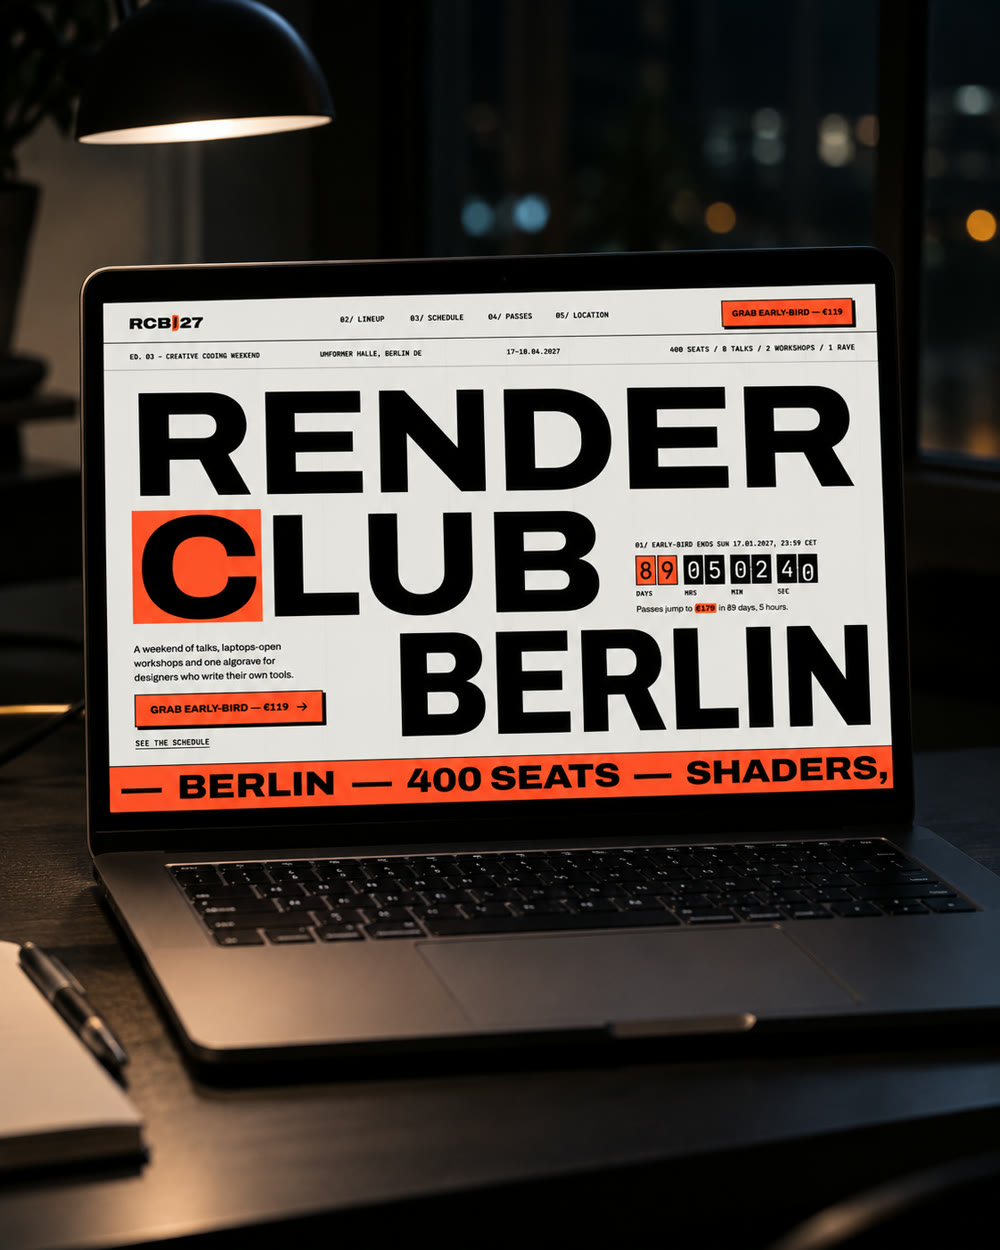 RCB|27
02/ LINEUP
03/ SCHEDULE
04/ PASSES
05/ LOCATION
GRAB EARLY-BIRD — €119
ED. 03 – CREATIVE CODING WEEKEND
UMFORMER HALLE, BERLIN DE
17–18.04.2027
400 SEATS / 8 TALKS / 2 WORKSHOPS / 1 RAVE
RENDER
CLUB
01/ EARLY-BIRD ENDS SUN 17.01.2027, 23:59 CET
89 05 02 40
DAYS HRS MIN SEC
Passes jump to €179 in 89 days, 5 hours.
BERLIN
A weekend of talks, laptops-open
workshops and one algorave for
designers who write their own tools.
GRAB EARLY-BIRD — €119 →
SEE THE SCHEDULE
— BERLIN — 400 SEATS — SHADERS,